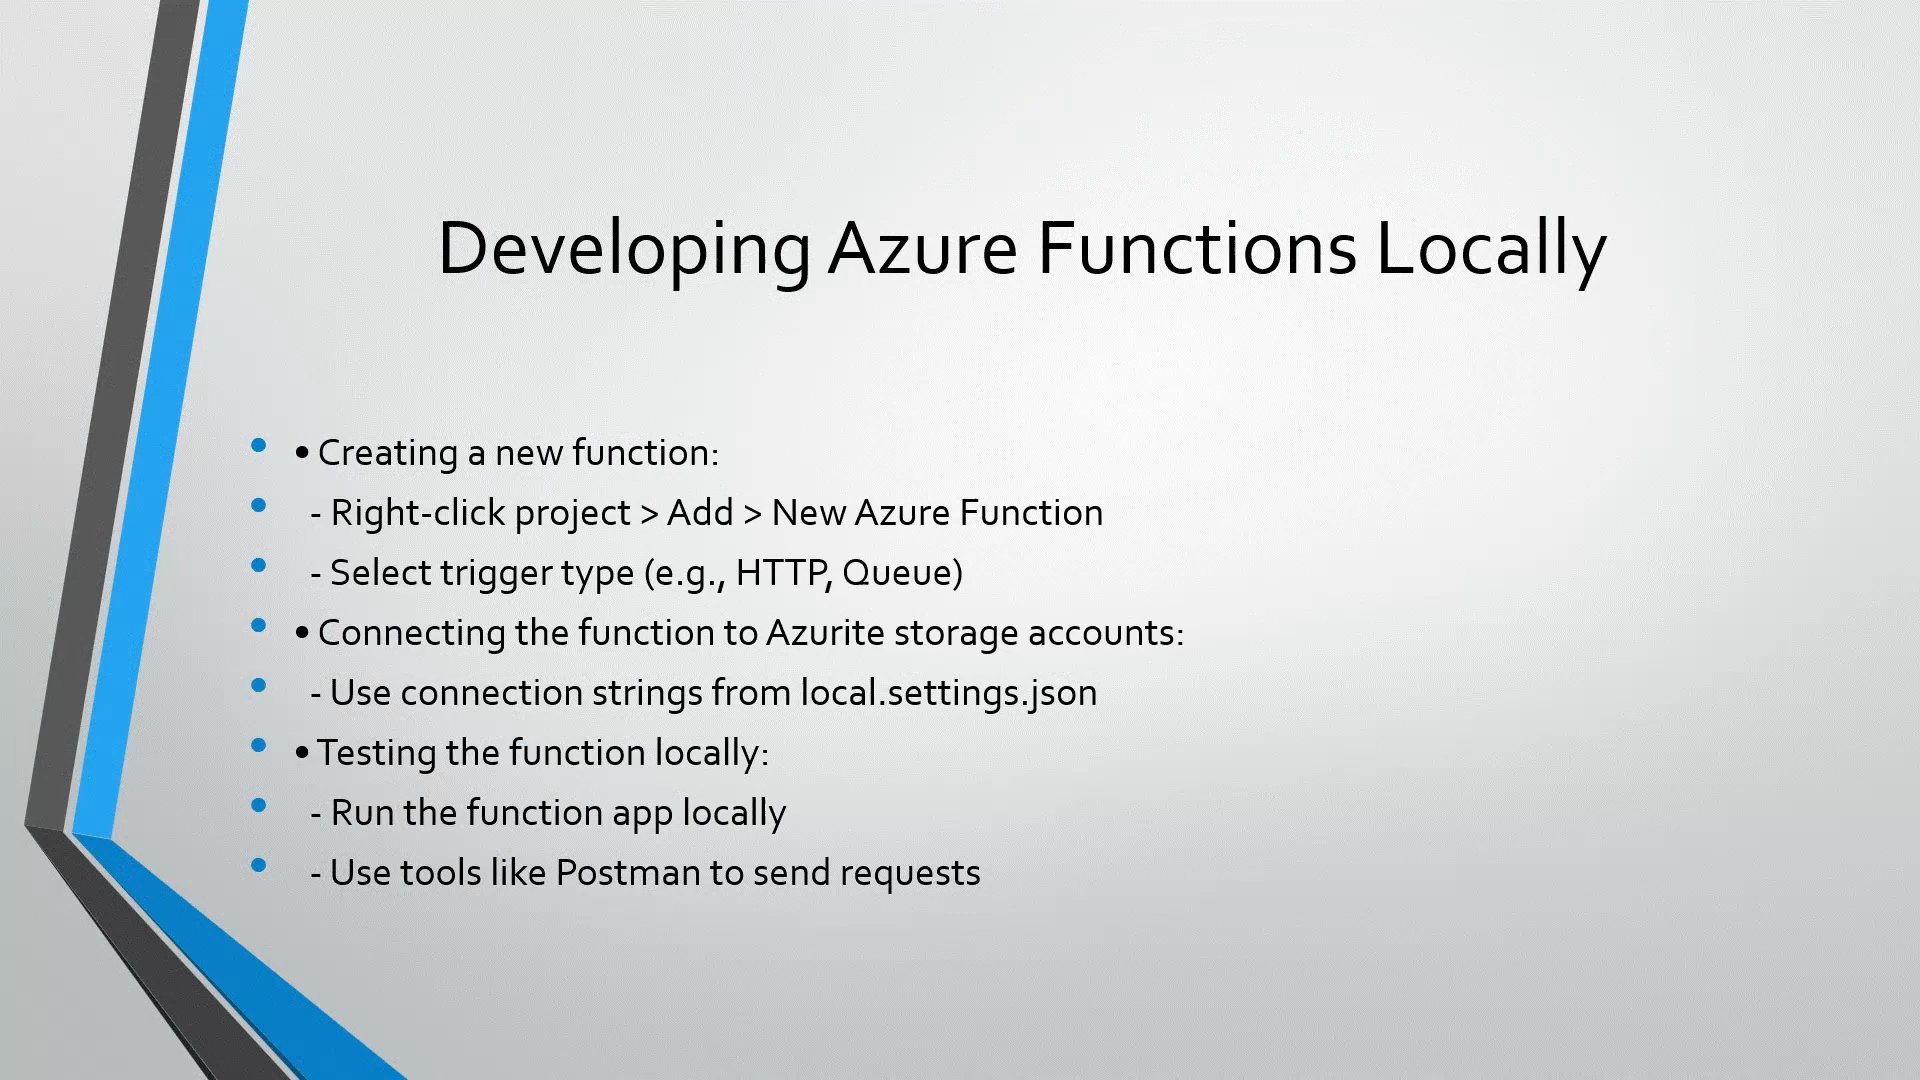 Developing Azure Functions Locally
• • Creating a new function:
• - Right-click project > Add > New Azure Function
• - Select trigger type (e.g., HTTP, Queue)
• • Connecting the function to Azurite storage accounts:
• - Use connection strings from local.settings.json
• • Testing the function locally:
• - Run the function app locally
• - Use tools like Postman to send requests